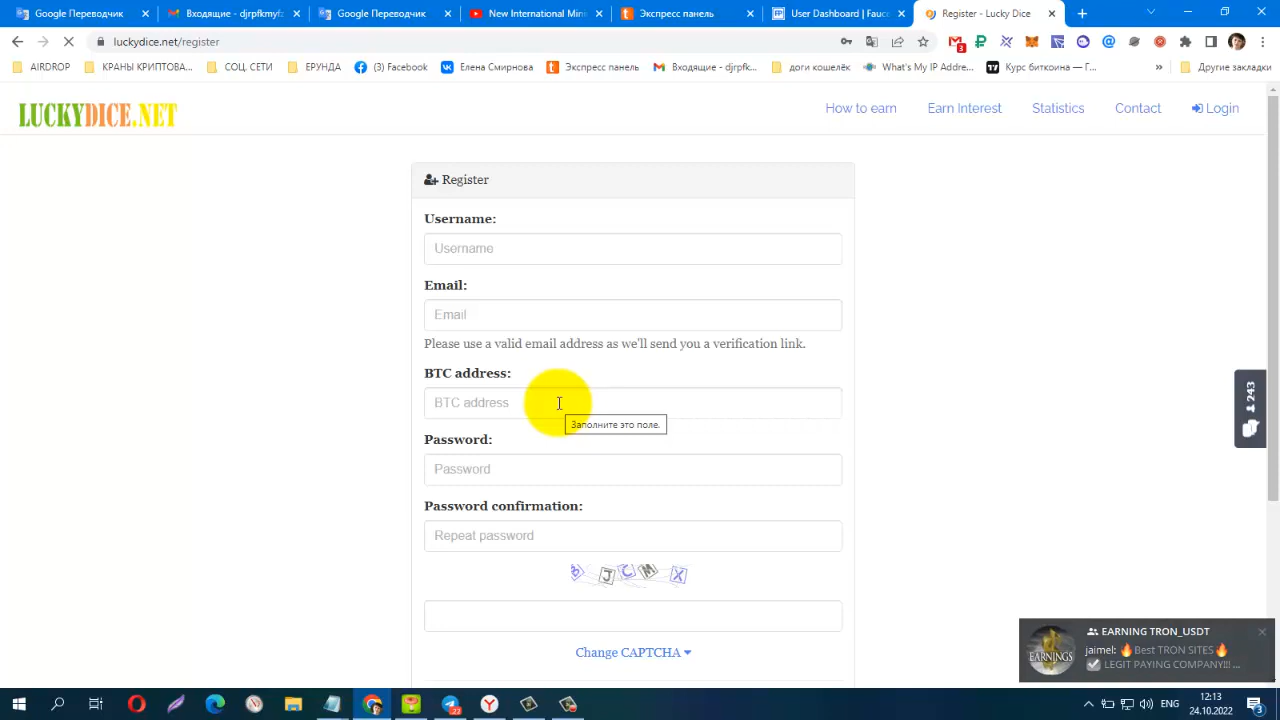 Google Переводчик
Входящие - djrpfkmyfz
Google Переводчик
New International Min
Экспресс панель
User Dashboard | Fauce
Register - Lucky Dice
luckydice.net/register
3
AIRDROP
КРАНЫ КРИПТОВА...
СОЦ. СЕТИ
ЕРУНДА
(3) Facebook
Елена Смирнова
Экспресс панель
Входящие - djrpfk...
доги кошелёк
What's My IP Addre...
Курс биткоина — Г...
»
Другие закладки
LUCKYDICE.NET
How to earn
Earn Interest
Statistics
Contact
Login
Register
Username:
Username
Email:
Email
Please use a valid email address as we'll send you a verification link.
BTC address:
BTC address
Заполните это поле.
243
Password:
Password
Password confirmation:
Repeat password
b J C M X
Change CAPTCHA
EARNING TRON_USDT
jaimel: 🔥Best TRON SITES🔥
LEGIT PAYING COMPANY!!! ...
EARNINGS
ENG
12:13
24.10.2022
3